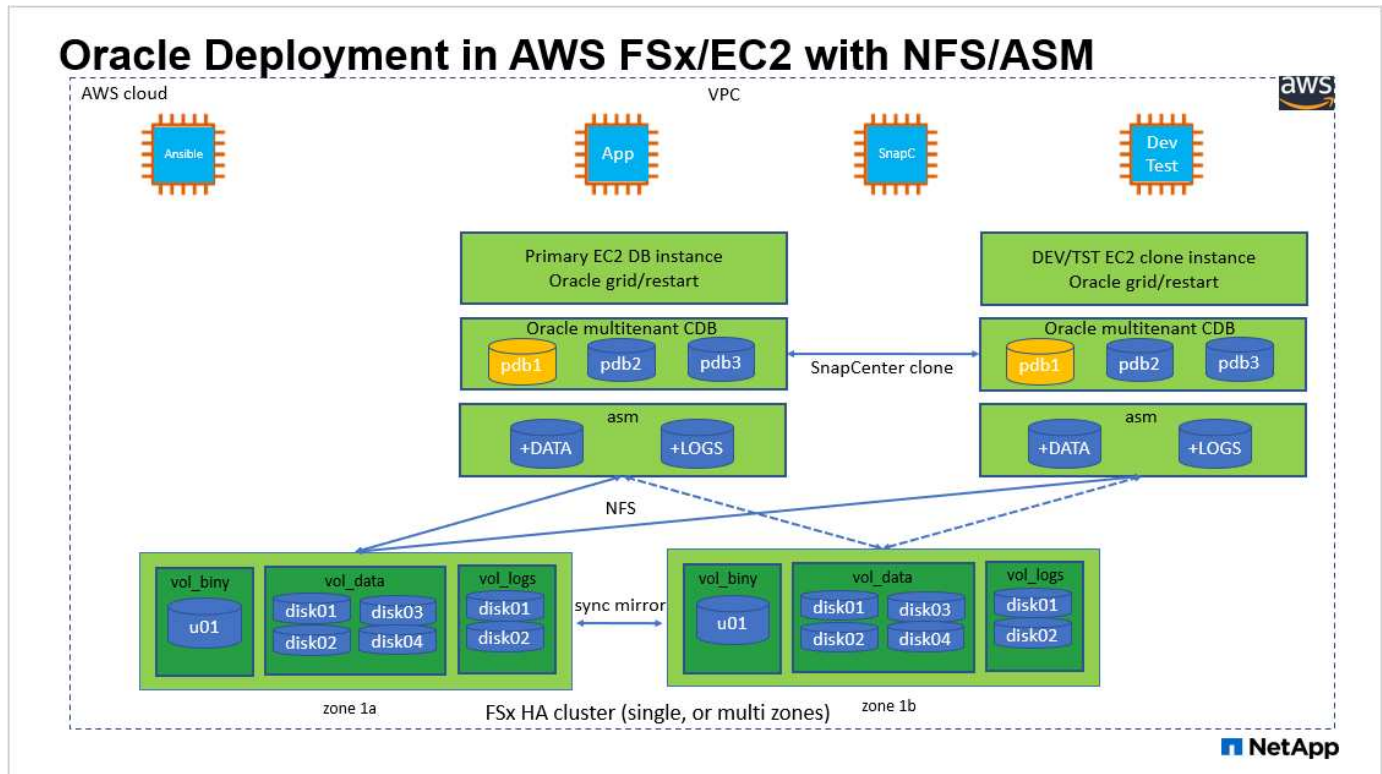 Oracle Deployment in AWS FSx/EC2 with NFS/ASM
AWS cloud
VPC
aws
Ansible
App
SnapC
Dev
Test
Primary EC2 DB instance
Oracle grid/restart
DEV/TST EC2 clone instance
Oracle grid/restart
Oracle multitenant CDB
pdb1
pdb2
pdb3
SnapCenter clone
Oracle multitenant CDB
pdb1
pdb2
pdb3
asm
+DATA
+LOGS
asm
+DATA
+LOGS
NFS
vol_biny
u01
vol_data
disk01
disk03
disk02
disk04
vol_logs
disk01
disk02
sync mirror
vol_biny
u01
vol_data
disk01
disk03
disk02
disk04
vol_logs
disk01
disk02
zone 1a
FSx HA cluster (single, or multi zones)
zone 1b
NetApp